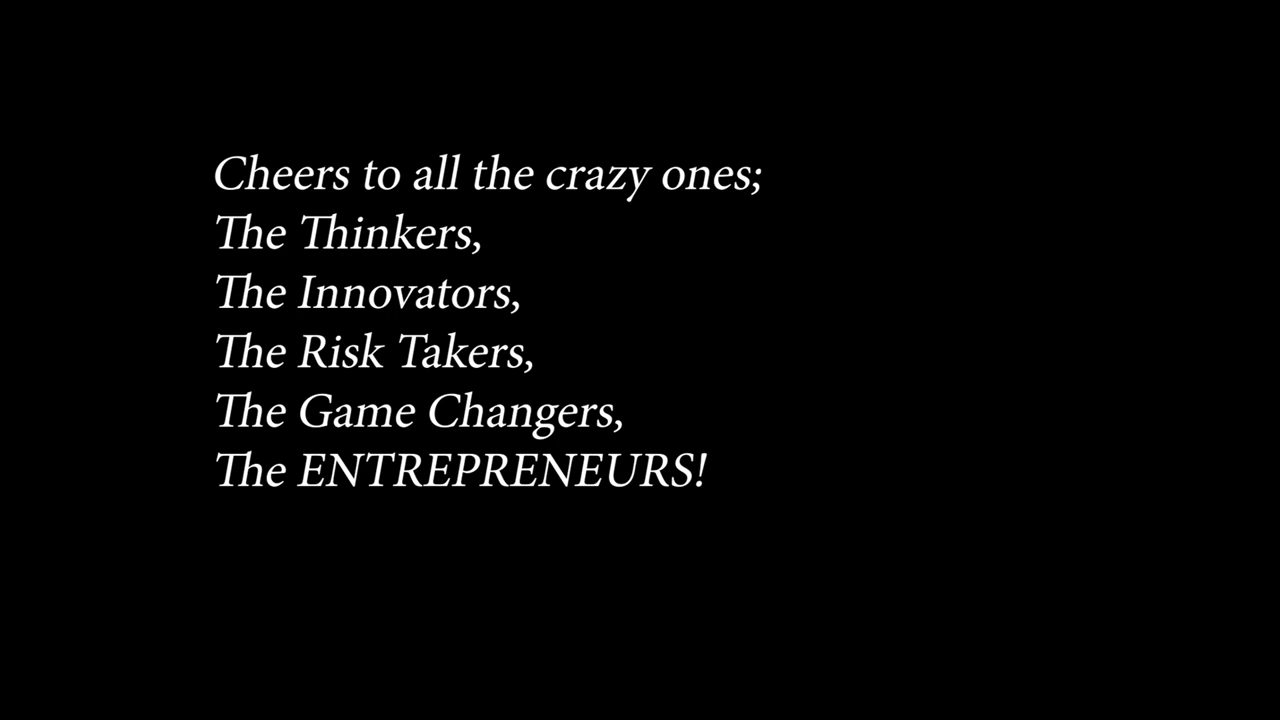 Cheers to all the crazy ones;
The Thinkers,
The Innovators,
The Risk Takers,
The Game Changers,
The ENTREPRENEURS!